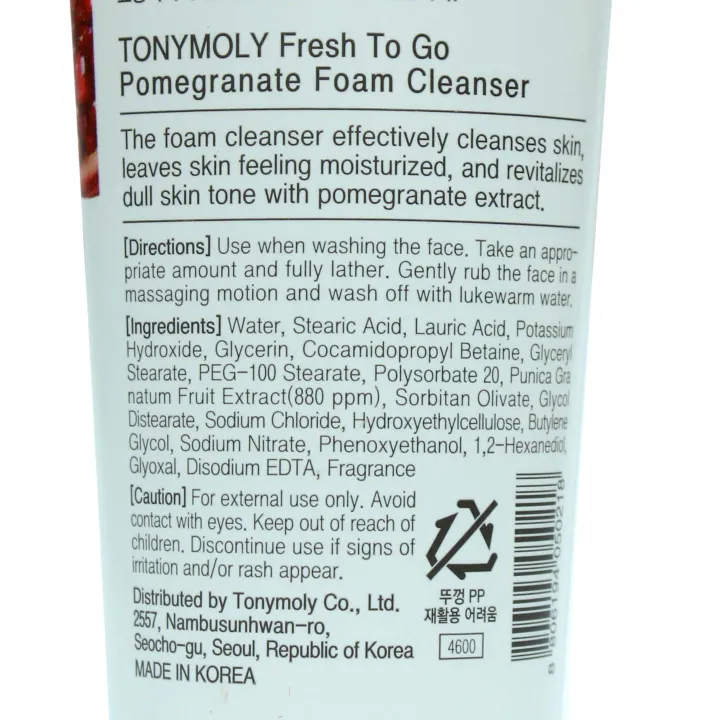 TONYMOLY Fresh To Go
Pomegranate Foam Cleanser
The foam cleanser effectively cleanses skin,
leaves skin feeling moisturized, and revitalizes
dull skin tone with pomegranate extract.
[Directions] Use when washing the face. Take an appro-
priate amount and fully lather. Gently rub the face in a
massaging motion and wash off with lukewarm water.
[Ingredients] Water, Stearic Acid, Lauric Acid, Potassium
Hydroxide, Glycerin, Cocamidopropyl Betaine, Glyceryl
Stearate, PEG-100 Stearate, Polysorbate 20, Punica Gra
natum Fruit Extract(880 ppm), Sorbitan Olivate, Glycol
Distearate, Sodium Chloride, Hydroxyethylcellulose, Butylene
Glycol, Sodium Nitrate, Phenoxyethanol, 1,2-Hexanediol,
Glyoxal, Disodium EDTA, Fragrance
[Caution] For external use only. Avoid
contact with eyes. Keep out of reach of
children. Discontinue use if signs of
irritation and/or rash appear.
Distributed by Tonymoly Co., Ltd.
2557, Nambusunhwan-ro,
Seocho-gu, Seoul, Republic of Korea
MADE IN KOREA
뚜껑 PP
재활용 어려움
4600
8 806194 050218